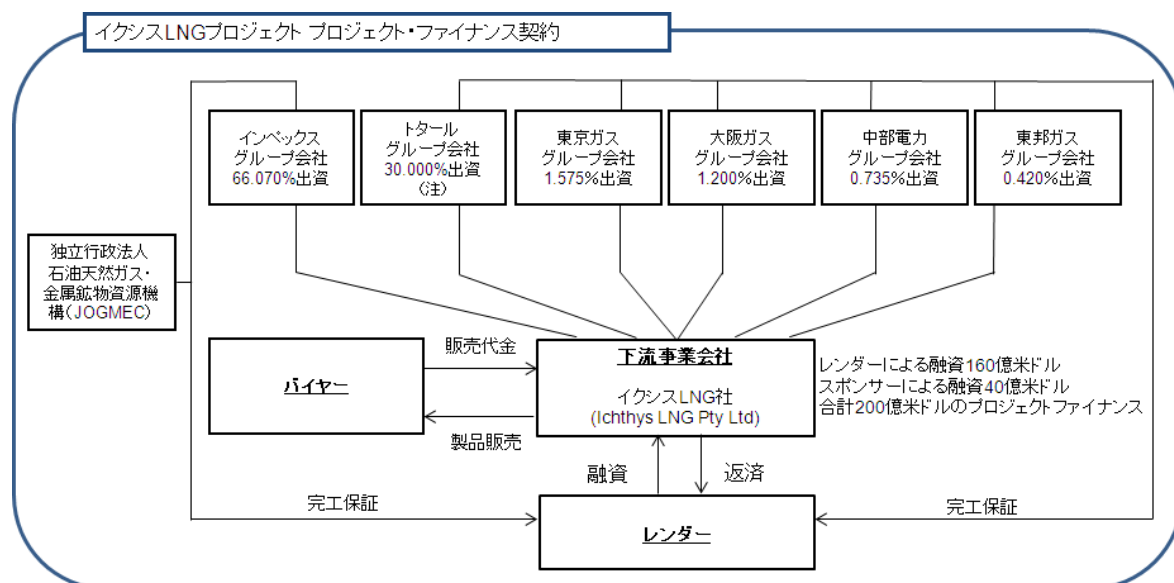 イクシスLNGプロジェクト プロジェクト・ファイナンス契約
インペックス
グループ会社
66.070%出資
トタール
グループ会社
30.000%出資
(注)
東京ガス
グループ会社
1.575%出資
大阪ガス
グループ会社
1.200%出資
中部電力
グループ会社
0.735%出資
東邦ガス
グループ会社
0.420%出資
独立行政法人
石油天然ガス・
金属鉱物資源機
構(JOGMEC)
販売代金
バイヤー
製品販売
下流事業会社
イクシスLNG社
(Ichthys LNG Pty Ltd)
レンダーによる融資160億米ドル
スポンサーによる融資40億米ドル
合計200億米ドルのプロジェクトファイナンス
融資
返済
完工保証
完工保証
レンダー